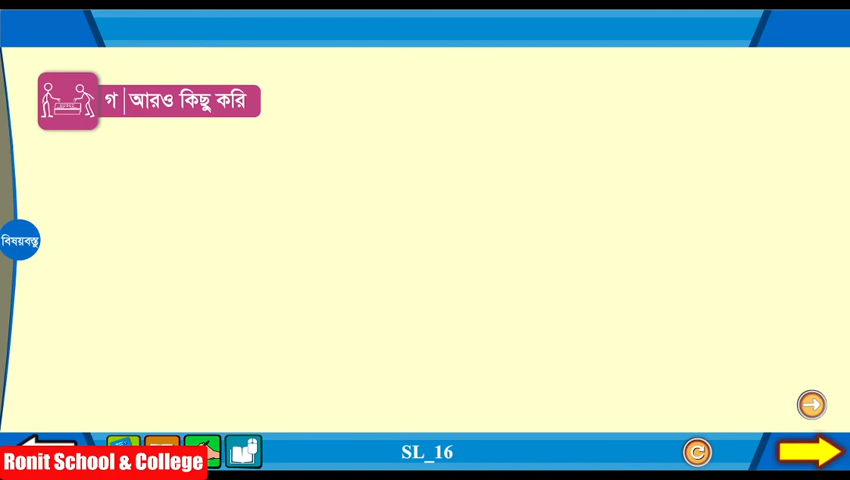 গ | আরও কিছু করি
বিষয়বস্তু
SL_16
Ronit School & College